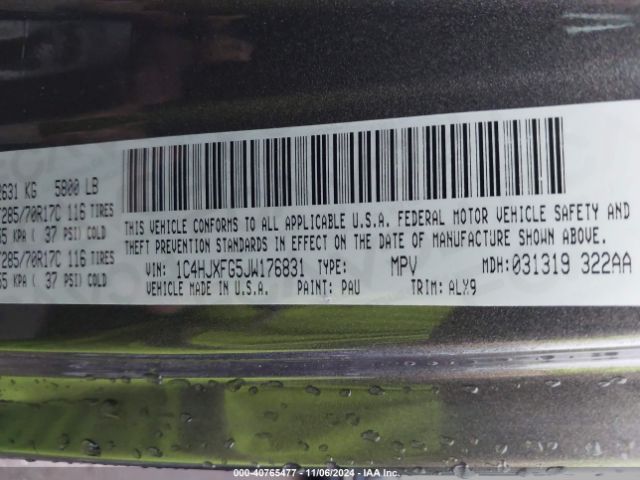 2631 KG 5800 LB
285/70R17C 116 TIRES
KPA ( 37 PSI) COLD
285/70R17C 116 TIRES
KPA ( 37 PSI) COLD
THIS VEHICLE CONFORMS TO ALL APPLICABLE U.S.A. FEDERAL MOTOR VEHICLE SAFETY AND
THEFT PREVENTION STANDARDS IN EFFECT ON THE DATE OF MANUFACTURE SHOWN ABOVE.
VIN: 1C4HJXFG5JW176831 TYPE: MPV MDH:031319 322AA
VEHICLE MADE IN U.S.A. PAINT: PAU TRIM: ALX9
000-40765477 - 11/06/2024 - IAA Inc.